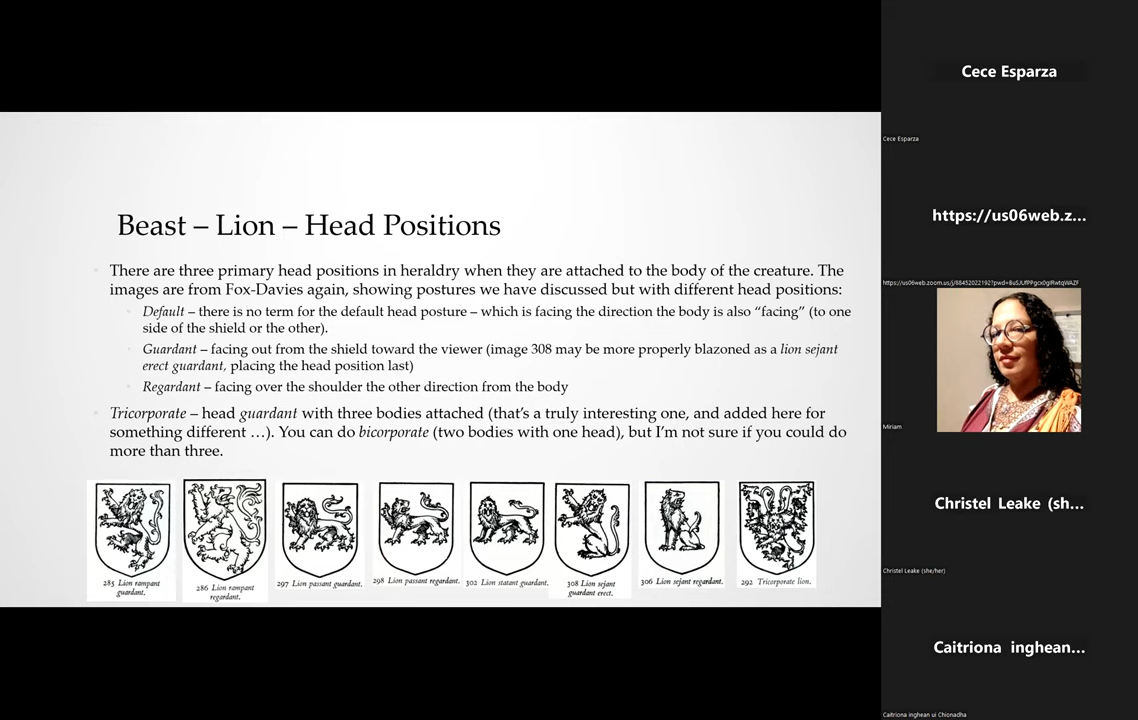 Beast – Lion – Head Positions
There are three primary head positions in heraldry when they are attached to the body of the creature. The
images are from Fox-Davies again, showing postures we have discussed but with different head positions:
Default – there is no term for the default head posture – which is facing the direction the body is also “facing” (to one
side of the shield or the other).
Guardant – facing out from the shield toward the viewer (image 308 may be more properly blazoned as a lion sejant
erect guardant, placing the head position last)
Regardant – facing over the shoulder the other direction from the body
Tricorporate – head guardant with three bodies attached (that’s a truly interesting one, and added here for
something different …). You can do bicorporate (two bodies with one head), but I’m not sure if you could do
more than three.
285 Lion rampant
guardant.
286 Lion rampant
regardant.
297 Lion passant guardant.
298 Lion passant regardant.
302 Lion statant guardant.
308 Lion sejant
guardant erect.
306 Lion sejant regardant.
292 Tricorporate lion.
Cece Esparza
Cece Esparza
https://us06web.z...
Miriam
Christel Leake (sh...
Christel Leake (she/her)
Caitriona inghean...
Caitriona inghean ui Chionadha